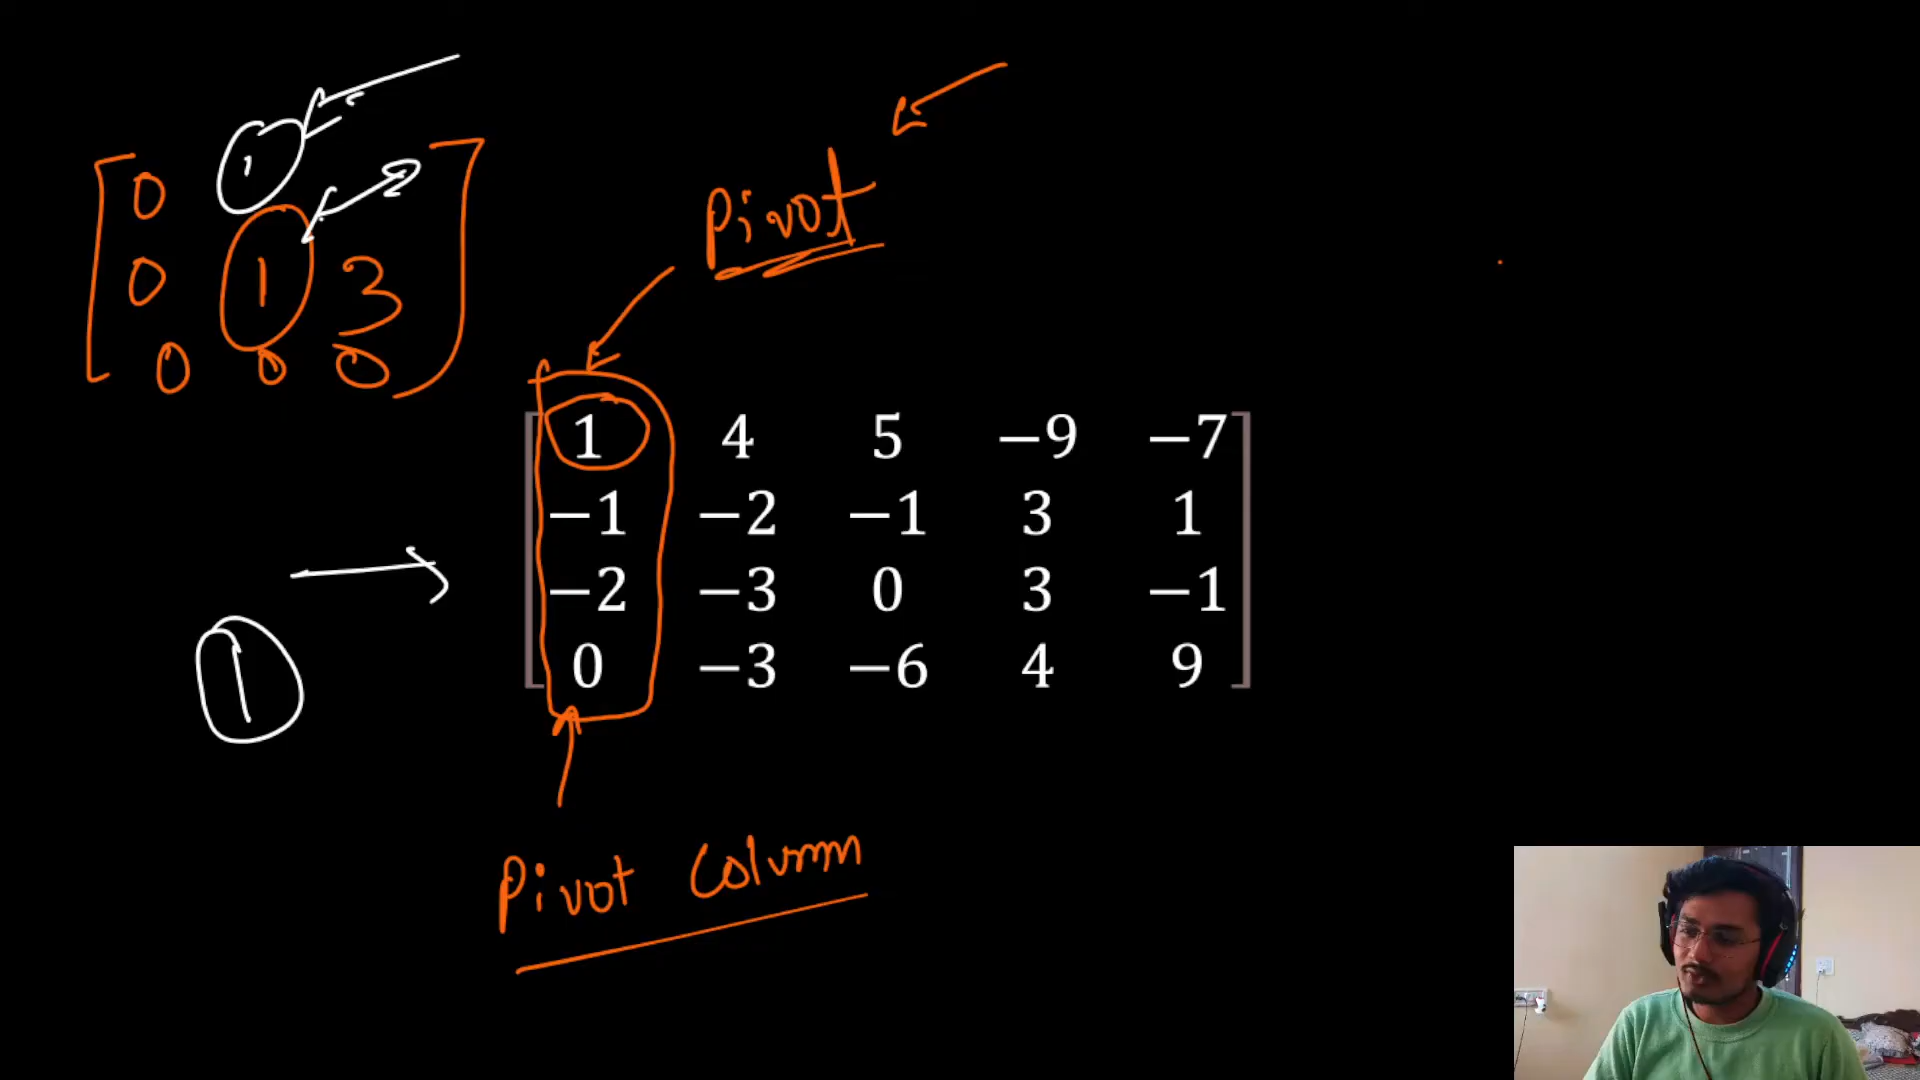 0 1
0 1 3
0 0 0
Pivot
1 4 5 −9 −7
−1 −2 −1 3 1
−2 −3 0 3 −1
0 −3 −6 4 9
1
Pivot Column